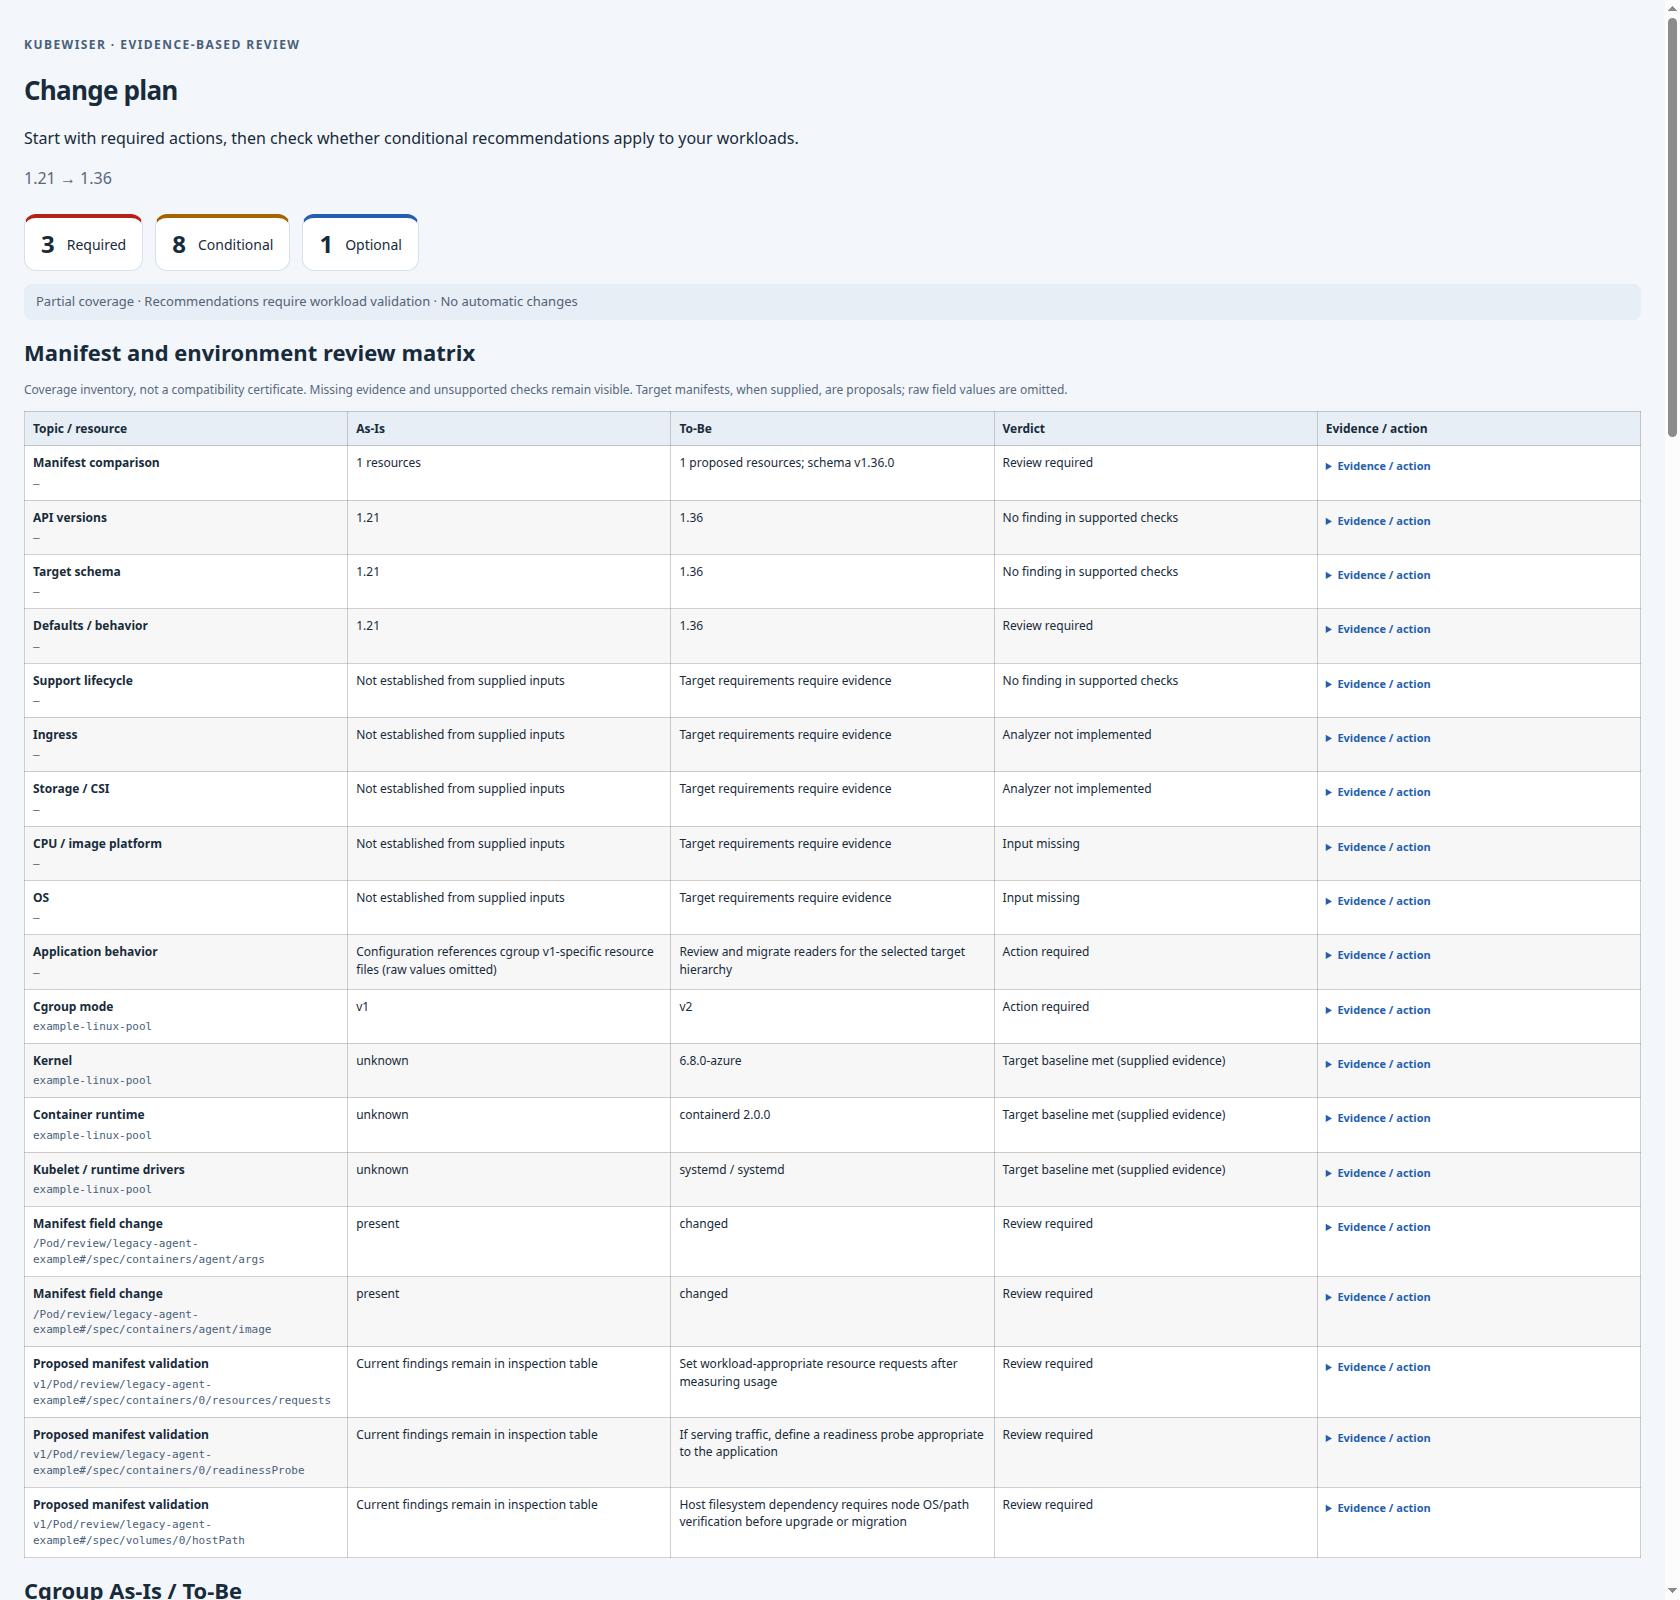 KUBEWISER · EVIDENCE-BASED REVIEW
Change plan
Start with required actions, then check whether conditional recommendations apply to your workloads.
1.21 → 1.36
3 Required
8 Conditional
1 Optional
Partial coverage · Recommendations require workload validation · No automatic changes
Manifest and environment review matrix
Coverage inventory, not a compatibility certificate. Missing evidence and unsupported checks remain visible. Target manifests, when supplied, are proposals; raw field values are omitted.
Topic / resource As-Is To-Be Verdict Evidence / action
Manifest comparison 1 resources 1 proposed resources; schema v1.36.0 Review required ▶ Evidence / action
—
API versions 1.21 1.36 No finding in supported checks ▶ Evidence / action
—
Target schema 1.21 1.36 No finding in supported checks ▶ Evidence / action
—
Defaults / behavior 1.21 1.36 Review required ▶ Evidence / action
—
Support lifecycle Not established from supplied inputs Target requirements require evidence No finding in supported checks ▶ Evidence / action
—
Ingress Not established from supplied inputs Target requirements require evidence Analyzer not implemented ▶ Evidence / action
—
Storage / CSI Not established from supplied inputs Target requirements require evidence Analyzer not implemented ▶ Evidence / action
—
CPU / image platform Not established from supplied inputs Target requirements require evidence Input missing ▶ Evidence / action
—
OS Not established from supplied inputs Target requirements require evidence Input missing ▶ Evidence / action
—
Application behavior Configuration references cgroup v1-specific resource Review and migrate readers for the selected target Action required ▶ Evidence / action
— files (raw values omitted) hierarchy
Cgroup mode v1 v2 Action required ▶ Evidence / action
example-linux-pool
Kernel unknown 6.8.0-azure Target baseline met (supplied evidence) ▶ Evidence / action
example-linux-pool
Container runtime unknown containerd 2.0.0 Target baseline met (supplied evidence) ▶ Evidence / action
example-linux-pool
Kubelet / runtime drivers unknown systemd / systemd Target baseline met (supplied evidence) ▶ Evidence / action
example-linux-pool
Manifest field change present changed Review required ▶ Evidence / action
/Pod/review/legacy-agent-
example#/spec/containers/agent/args
Manifest field change present changed Review required ▶ Evidence / action
/Pod/review/legacy-agent-
example#/spec/containers/agent/image
Proposed manifest validation Current findings remain in inspection table Set workload-appropriate resource requests after Review required ▶ Evidence / action
v1/Pod/review/legacy-agent- measuring usage
example#/spec/containers/0/resources/requests
Proposed manifest validation Current findings remain in inspection table If serving traffic, define a readiness probe appropriate Review required ▶ Evidence / action
v1/Pod/review/legacy-agent- to the application
example#/spec/containers/0/readinessProbe
Proposed manifest validation Current findings remain in inspection table Host filesystem dependency requires node OS/path Review required ▶ Evidence / action
v1/Pod/review/legacy-agent- verification before upgrade or migration
example#/spec/volumes/0/hostPath
Cgroup As-Is / To-Be